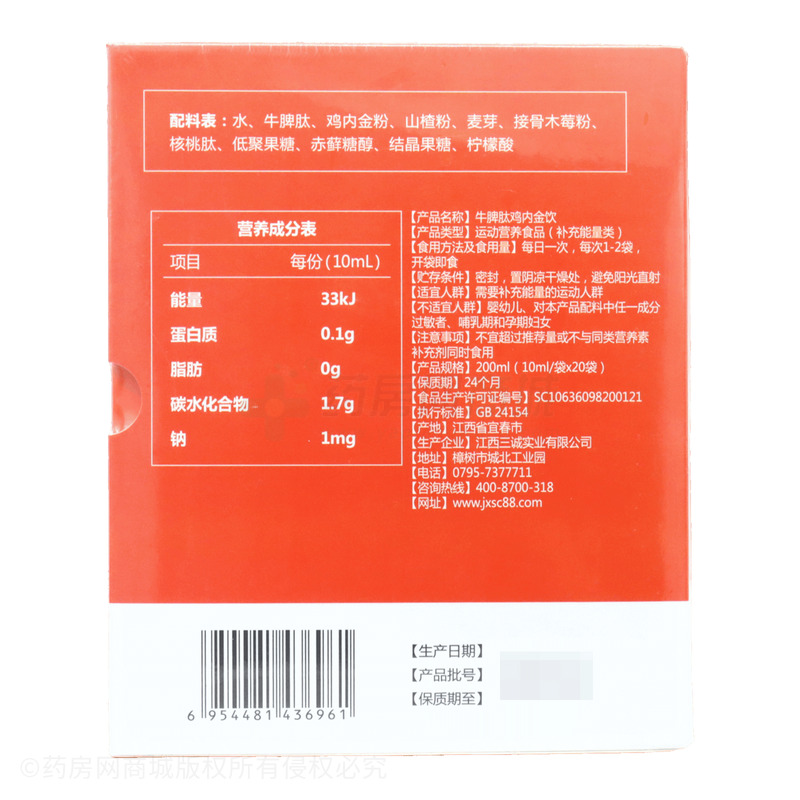 配料表：水、牛脾肽、鸡内金粉、山楂粉、麦芽、接骨木莓粉、
核桃肽、低聚果糖、赤藓糖醇、结晶果糖、柠檬酸
营养成分表
项目 每份（10mL）
能量 33kJ
蛋白质 0.1g
脂肪 0g
碳水化合物 1.7g
钠 1mg
【产品名称】牛脾肽鸡内金饮
【产品类型】运动营养食品（补充能量类）
【食用方法及食用量】每日一次，每次1-2袋，
开袋即食
【贮存条件】密封，置阴凉干燥处，避免阳光直射
【适宜人群】需要补充能量的运动人群
【不适宜人群】婴幼儿、对本产品配料中任一成分
过敏者、哺乳期和孕期妇女
【注意事项】不宜超过推荐量或不与同类营养素
补充剂同时食用
【产品规格】200ml（10ml/袋x20袋）
【保质期】24个月
【食品生产许可证编号】SC10636098200121
【执行标准】GB 24154
【产地】江西省宜春市
【生产企业】江西三诚实业有限公司
【地址】樟树市城北工业园
【电话】0795-7377711
【咨询热线】400-8700-318
【网址】www.jxsc88.com
【生产日期】
【产品批号】
【保质期至】
6 954481 436961
©药房网商城版权所有侵权必究